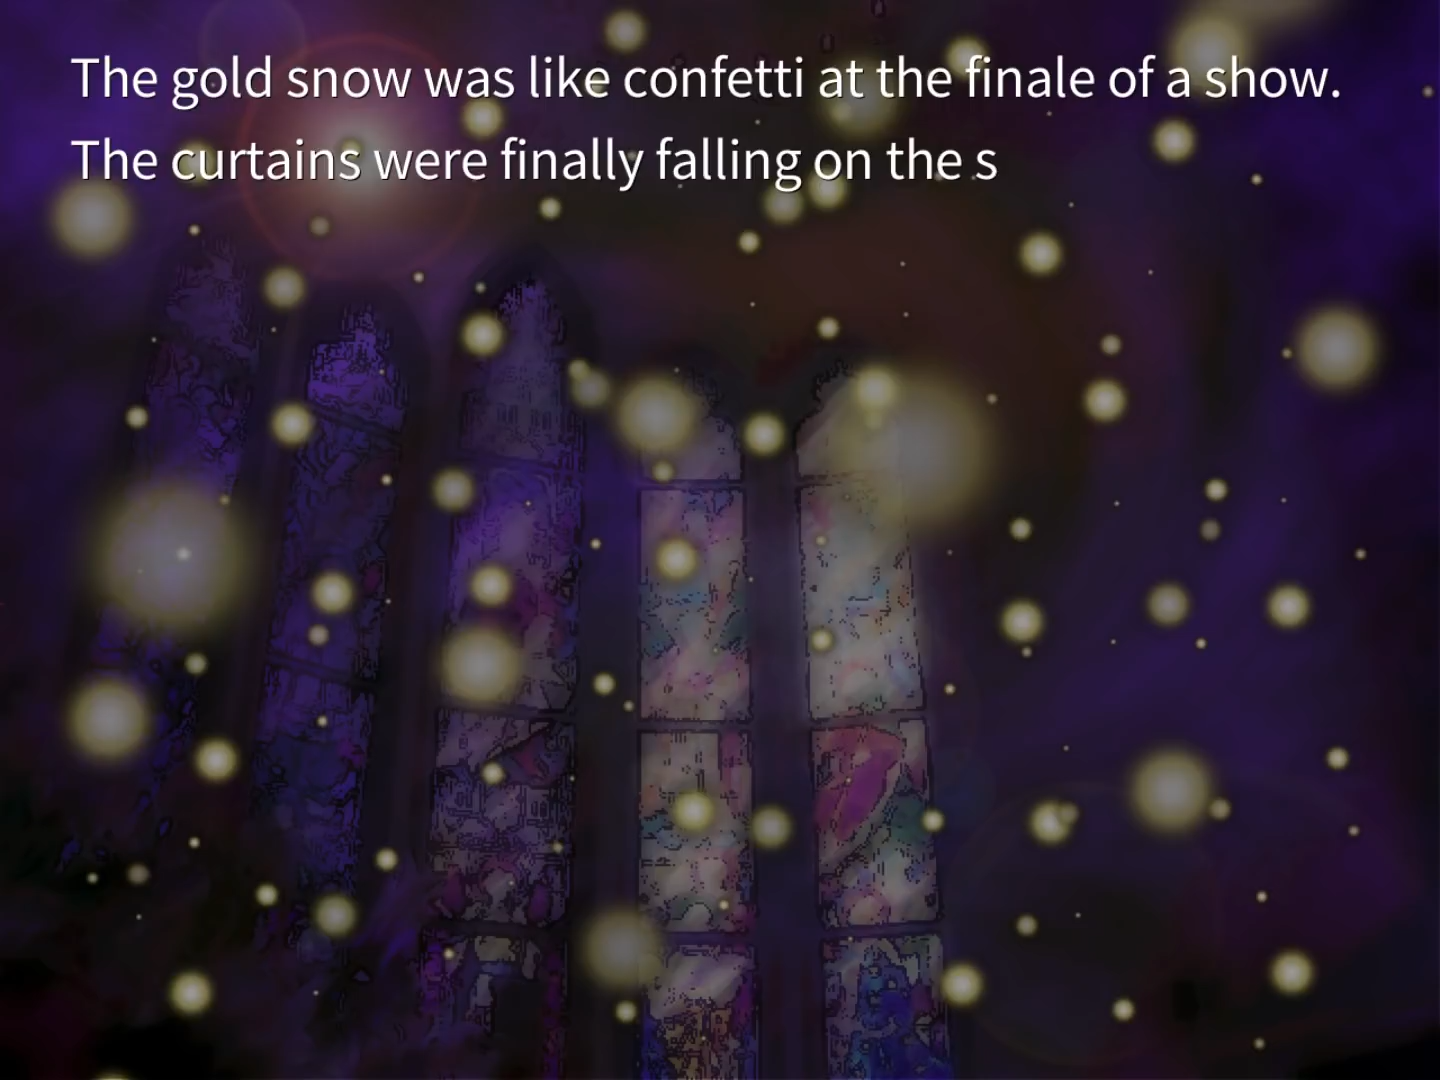 The gold snow was like confetti at the finale of a show.
The curtains were finally falling on the s